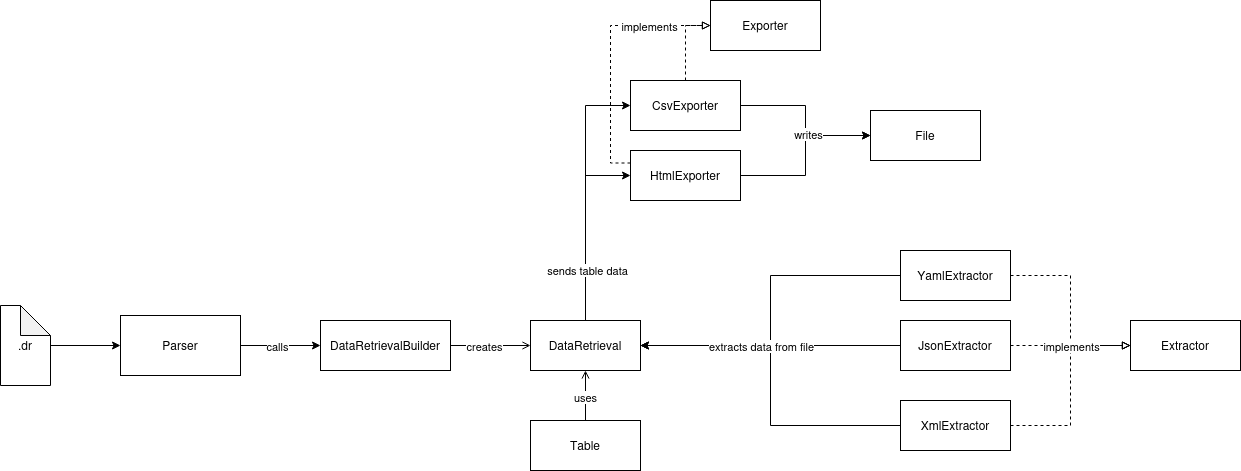 implements
Exporter
CsvExporter
writes
File
HtmlExporter
sends table data
YamlExtractor
.dr
Parser
calls
DataRetrievalBuilder
creates
DataRetrieval
extracts data from file
JsonExtractor
implements
Extractor
uses
Table
XmlExtractor